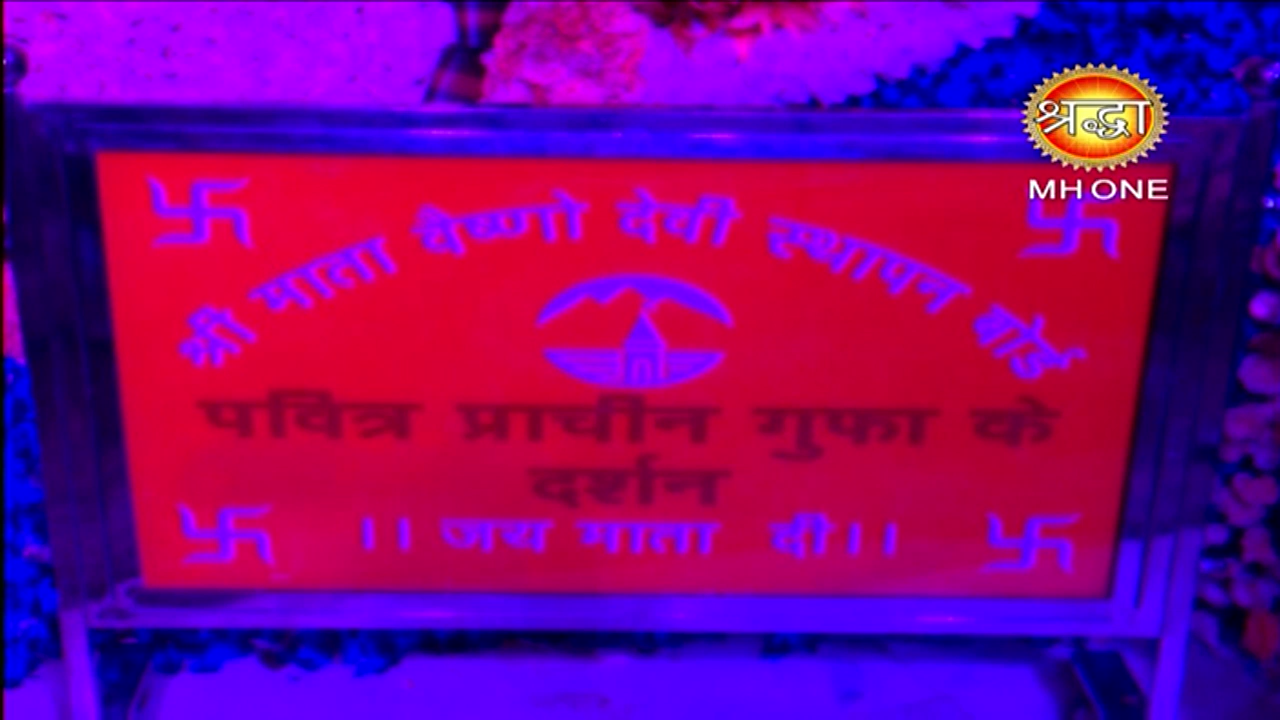 श्रद्धा
MH ONE
श्री माता वैष्णो देवी स्थापन बोर्ड
पवित्र प्राचीन गुफा के
दर्शन
।। जय माता दी।।